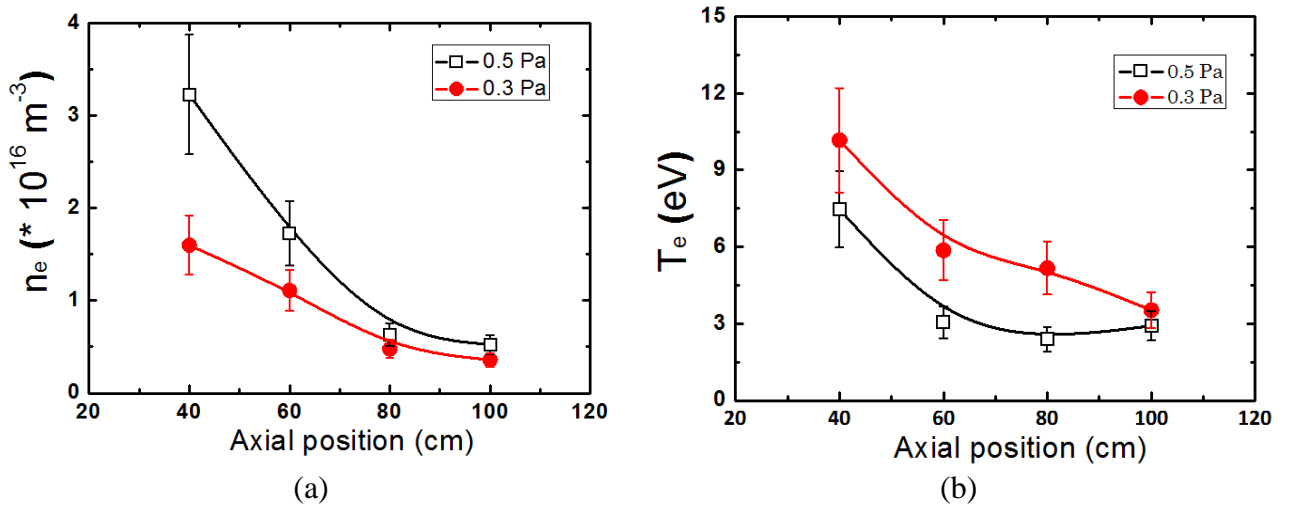 4
3
2
1
0
20 40 60 80 100 120
nₑ (* 10¹⁶ m⁻³)
0.5 Pa
0.3 Pa
Axial position (cm)
(a)
15
12
9
6
3
0
20 40 60 80 100 120
Tₑ (eV)
0.5 Pa
0.3 Pa
Axial position (cm)
(b)